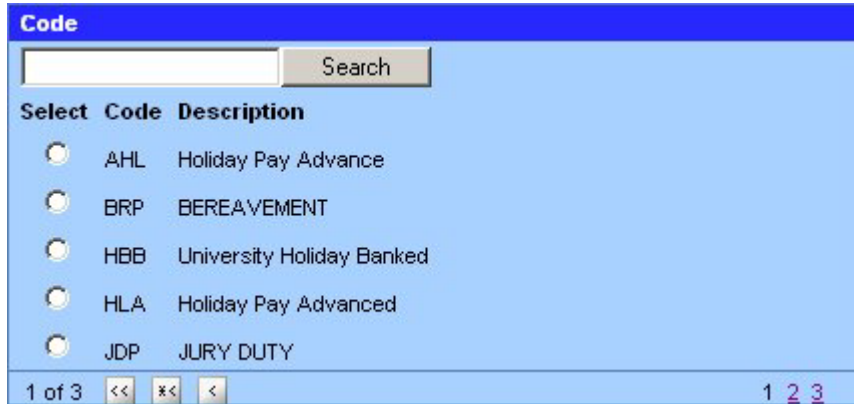 Code
Search
Select Code Description
AHL Holiday Pay Advance
BRP BEREAVEMENT
HBB University Holiday Banked
HLA Holiday Pay Advanced
JDP JURY DUTY
1 of 3 << *< < 1 2 3